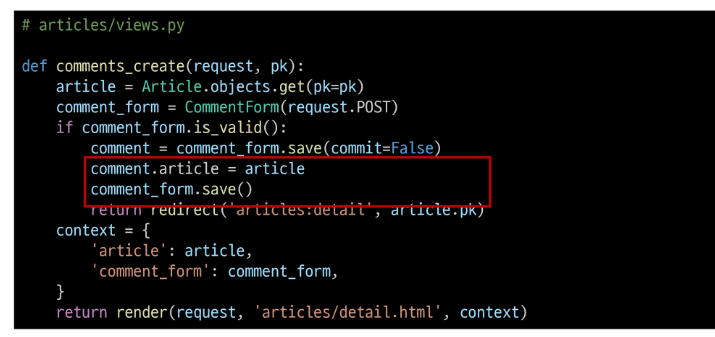 # articles/views.py
def comments_create(request, pk):
article = Article.objects.get(pk=pk)
comment_form = CommentForm(request.POST)
if comment_form.is_valid():
comment = comment_form.save(commit=False)
comment.article = article
comment_form.save()
return redirect('articles:detail', article.pk)
context = {
'article': article,
'comment_form': comment_form,
}
return render(request, 'articles/detail.html', context)